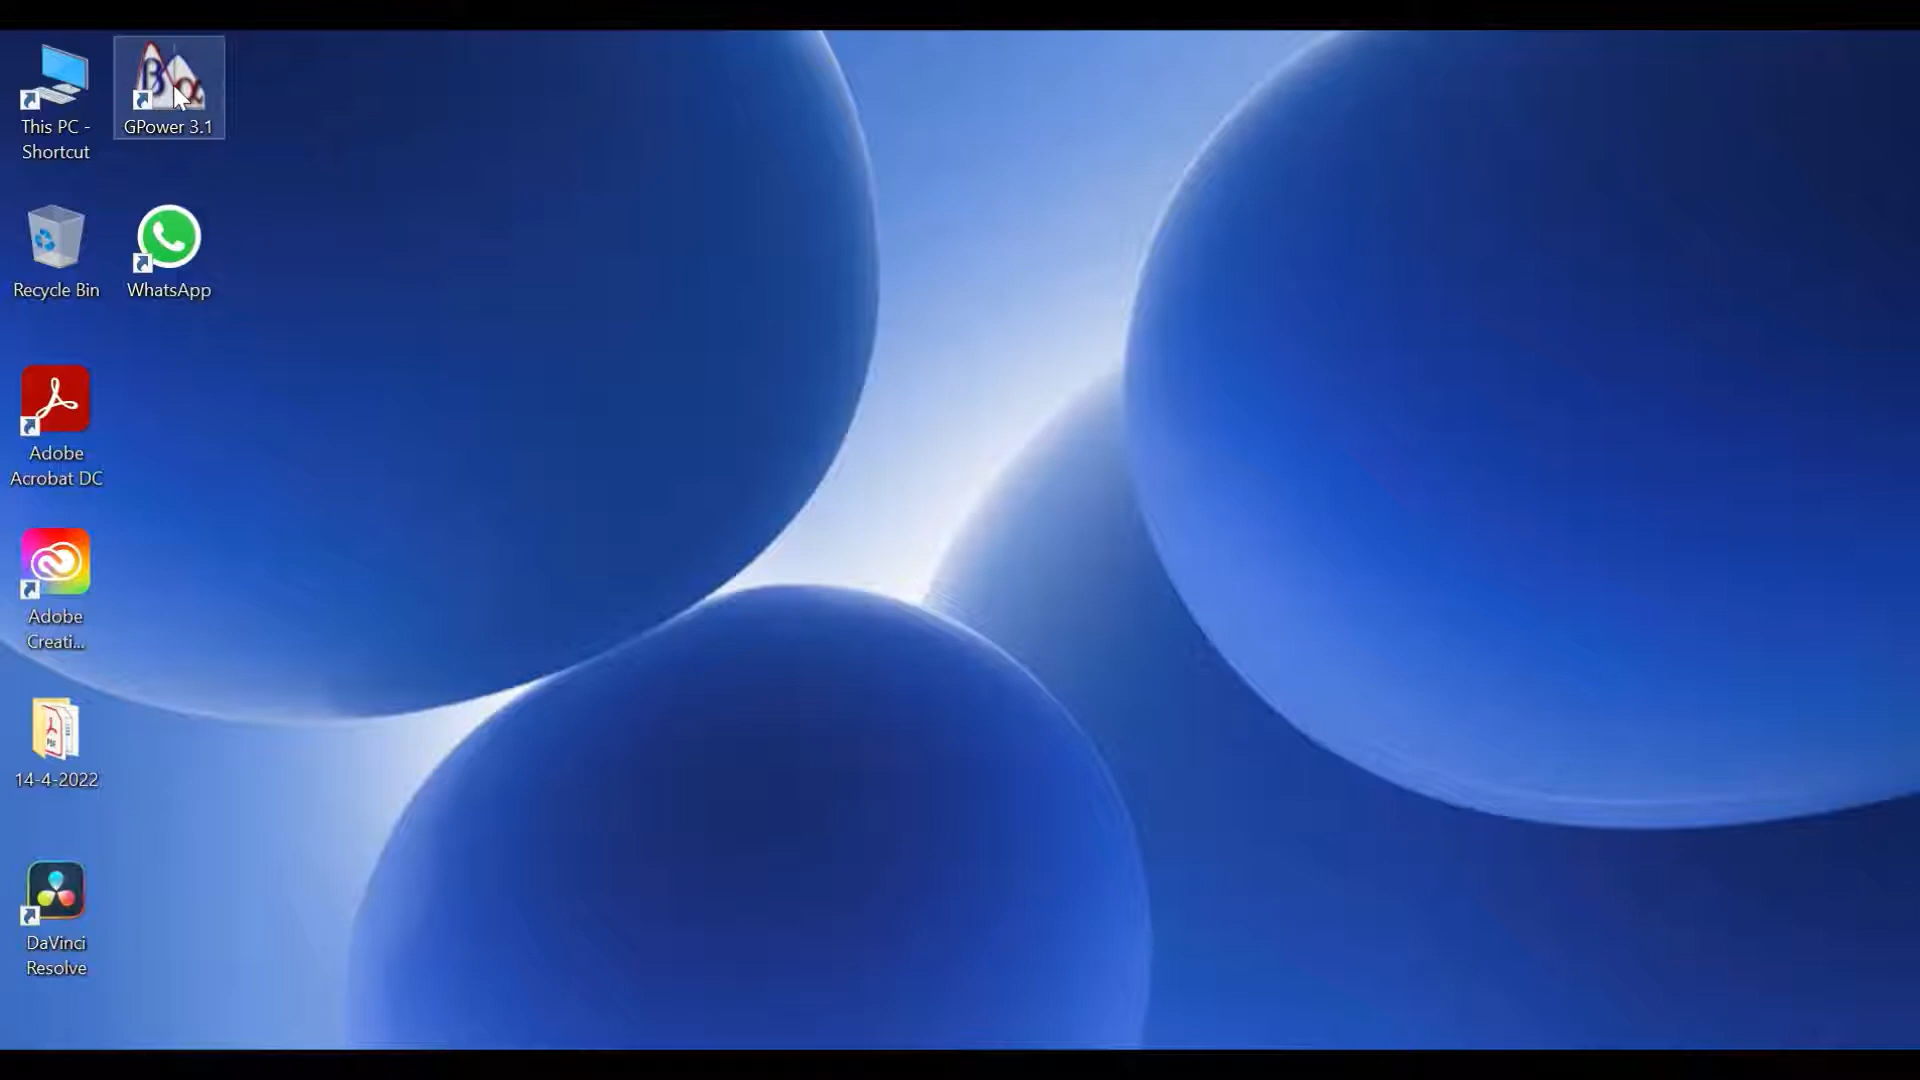 This PC -
Shortcut
β
α
GPower 3.1
Recycle Bin
WhatsApp
Adobe
Acrobat DC
Adobe
Creati...
PDF
14-4-2022
DaVinci
Resolve